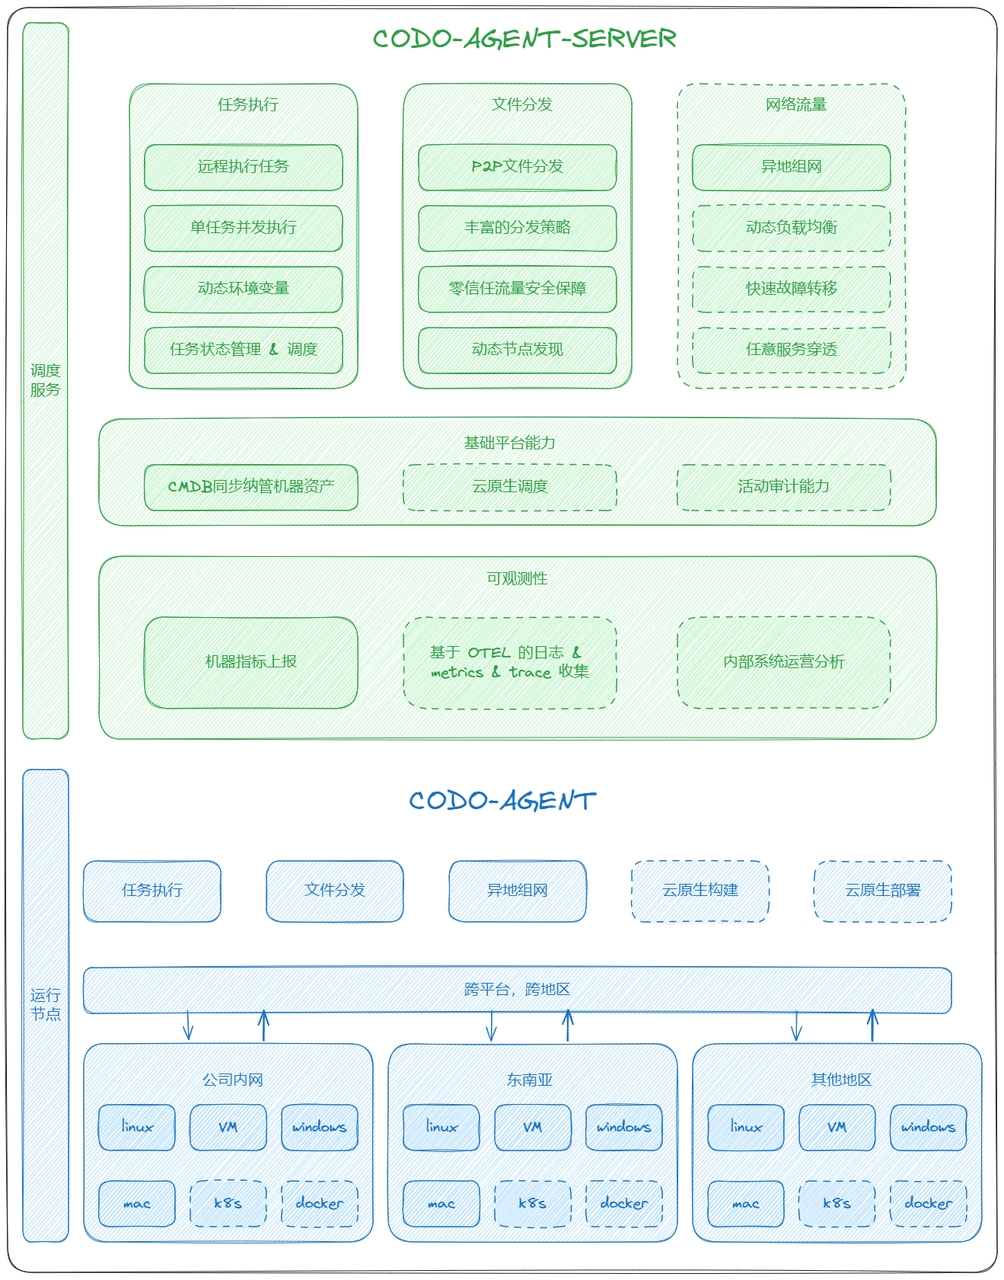 CODO-AGENT-SERVER
调度
服务
任务执行
远程执行任务
单任务并发执行
动态环境变量
任务状态管理 & 调度
文件分发
P2P文件分发
丰富的分发策略
零信任流量安全保障
动态节点发现
网络流量
异地组网
动态负载均衡
快速故障转移
任意服务穿透
基础平台能力
CMDB同步纳管机器资产
云原生调度
活动审计能力
可观测性
机器指标上报
基于 OTEL 的日志 &
metrics & trace 收集
内部系统运营分析
CODO-AGENT
运行
节点
任务执行
文件分发
异地组网
云原生构建
云原生部署
跨平台，跨地区
公司内网
linux
VM
windows
mac
k8s
docker
东南亚
linux
VM
windows
mac
k8s
docker
其他地区
linux
VM
windows
mac
k8s
docker